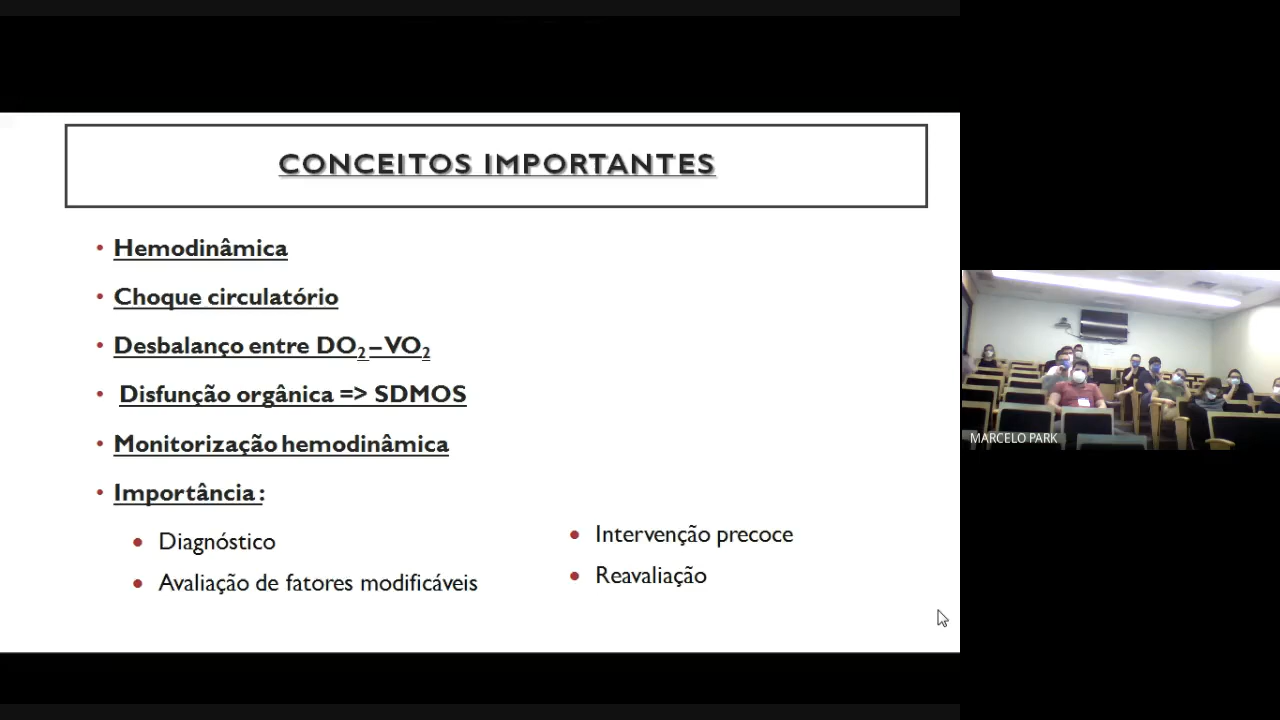 CONCEITOS IMPORTANTES
• Hemodinâmica
• Choque circulatório
• Desbalanço entre DO₂ – VO₂
• Disfunção orgânica => SDMOS
• Monitorização hemodinâmica
• Importância :
• Diagnóstico
• Avaliação de fatores modificáveis
• Intervenção precoce
• Reavaliação
MARCELO PARK